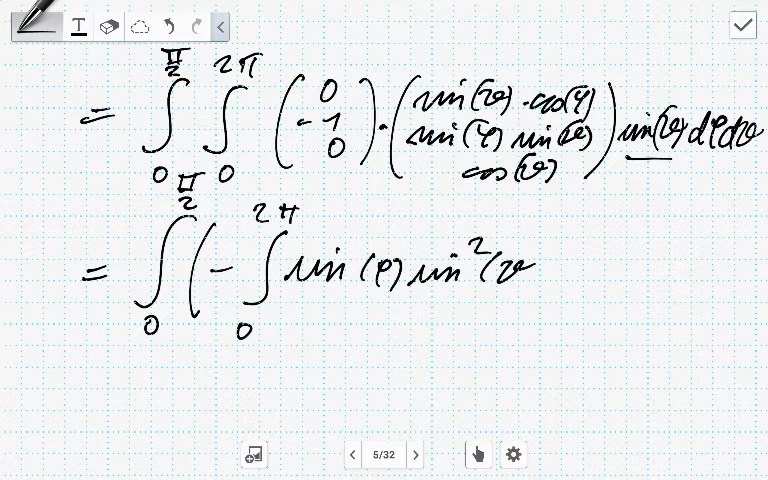 T
= ∫₀^{π/2} ∫₀^{2π} (0 -1 0) · (sin(ϑ)·cos(φ) sin(φ) sin(ϑ) cos(ϑ)) sin(ϑ) dφ dϑ
= ∫₀^{π/2} (- ∫₀^{2π} sin(φ) sin²(ϑ
5/32